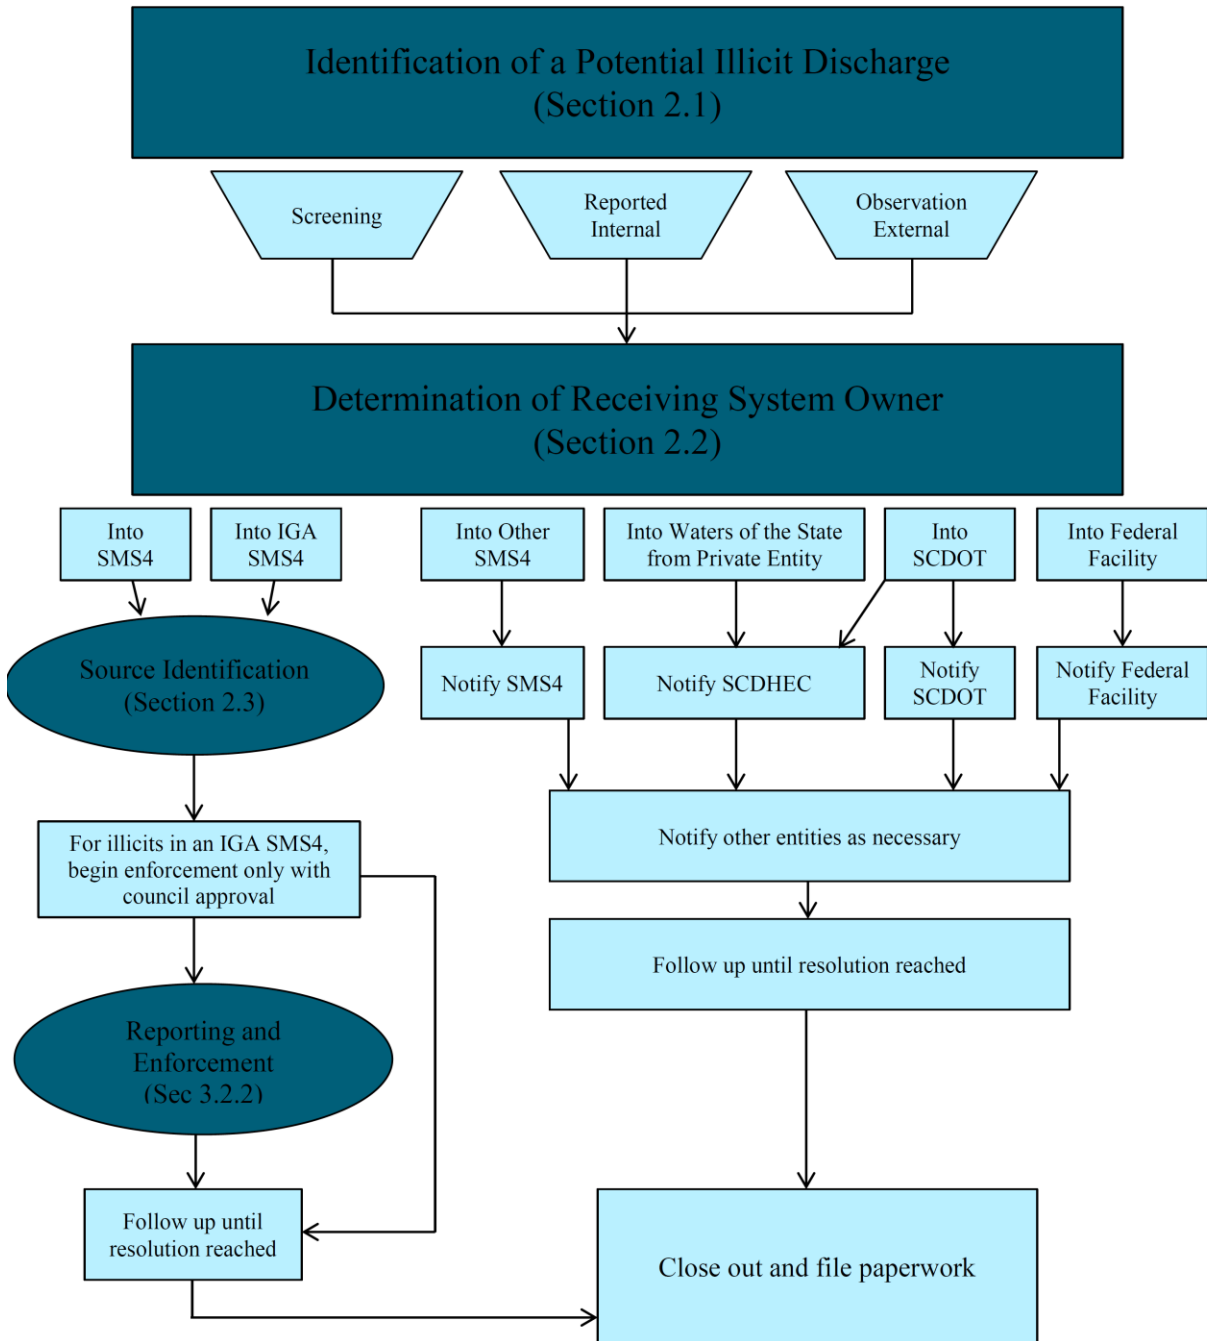 Identification of a Potential Illicit Discharge
(Section 2.1)
Screening
Reported
Internal
Observation
External
Determination of Receiving System Owner
(Section 2.2)
Into
SMS4
Into IGA
SMS4
Into Other
SMS4
Into Waters of the State
from Private Entity
Into
SCDOT
Into Federal
Facility
Source Identification
(Section 2.3)
Notify SMS4
Notify SCDHEC
Notify
SCDOT
Notify Federal
Facility
For illicits in an IGA SMS4,
begin enforcement only with
council approval
Notify other entities as necessary
Follow up until resolution reached
Reporting and
Enforcement
(Sec 3.2.2)
Follow up until
resolution reached
Close out and file paperwork